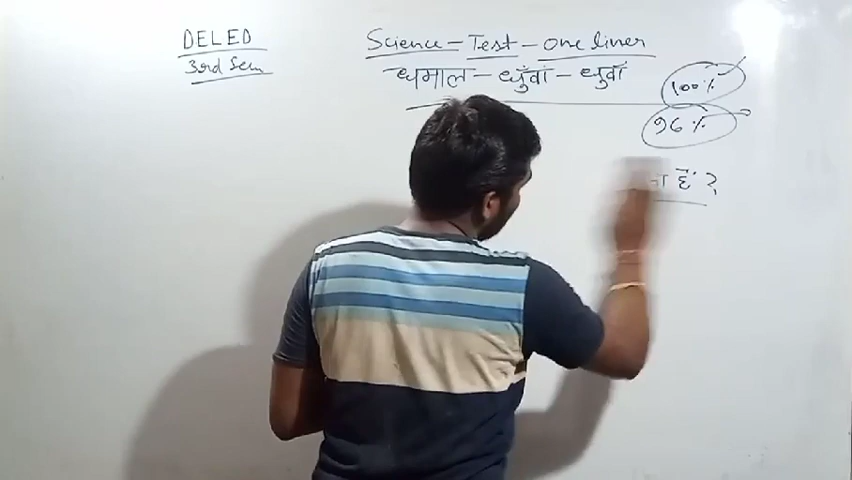 DELED
3rd Sem
Science - Test - One liner
धमाल - धुँवां - धुवाँ
100%
96%
है ?